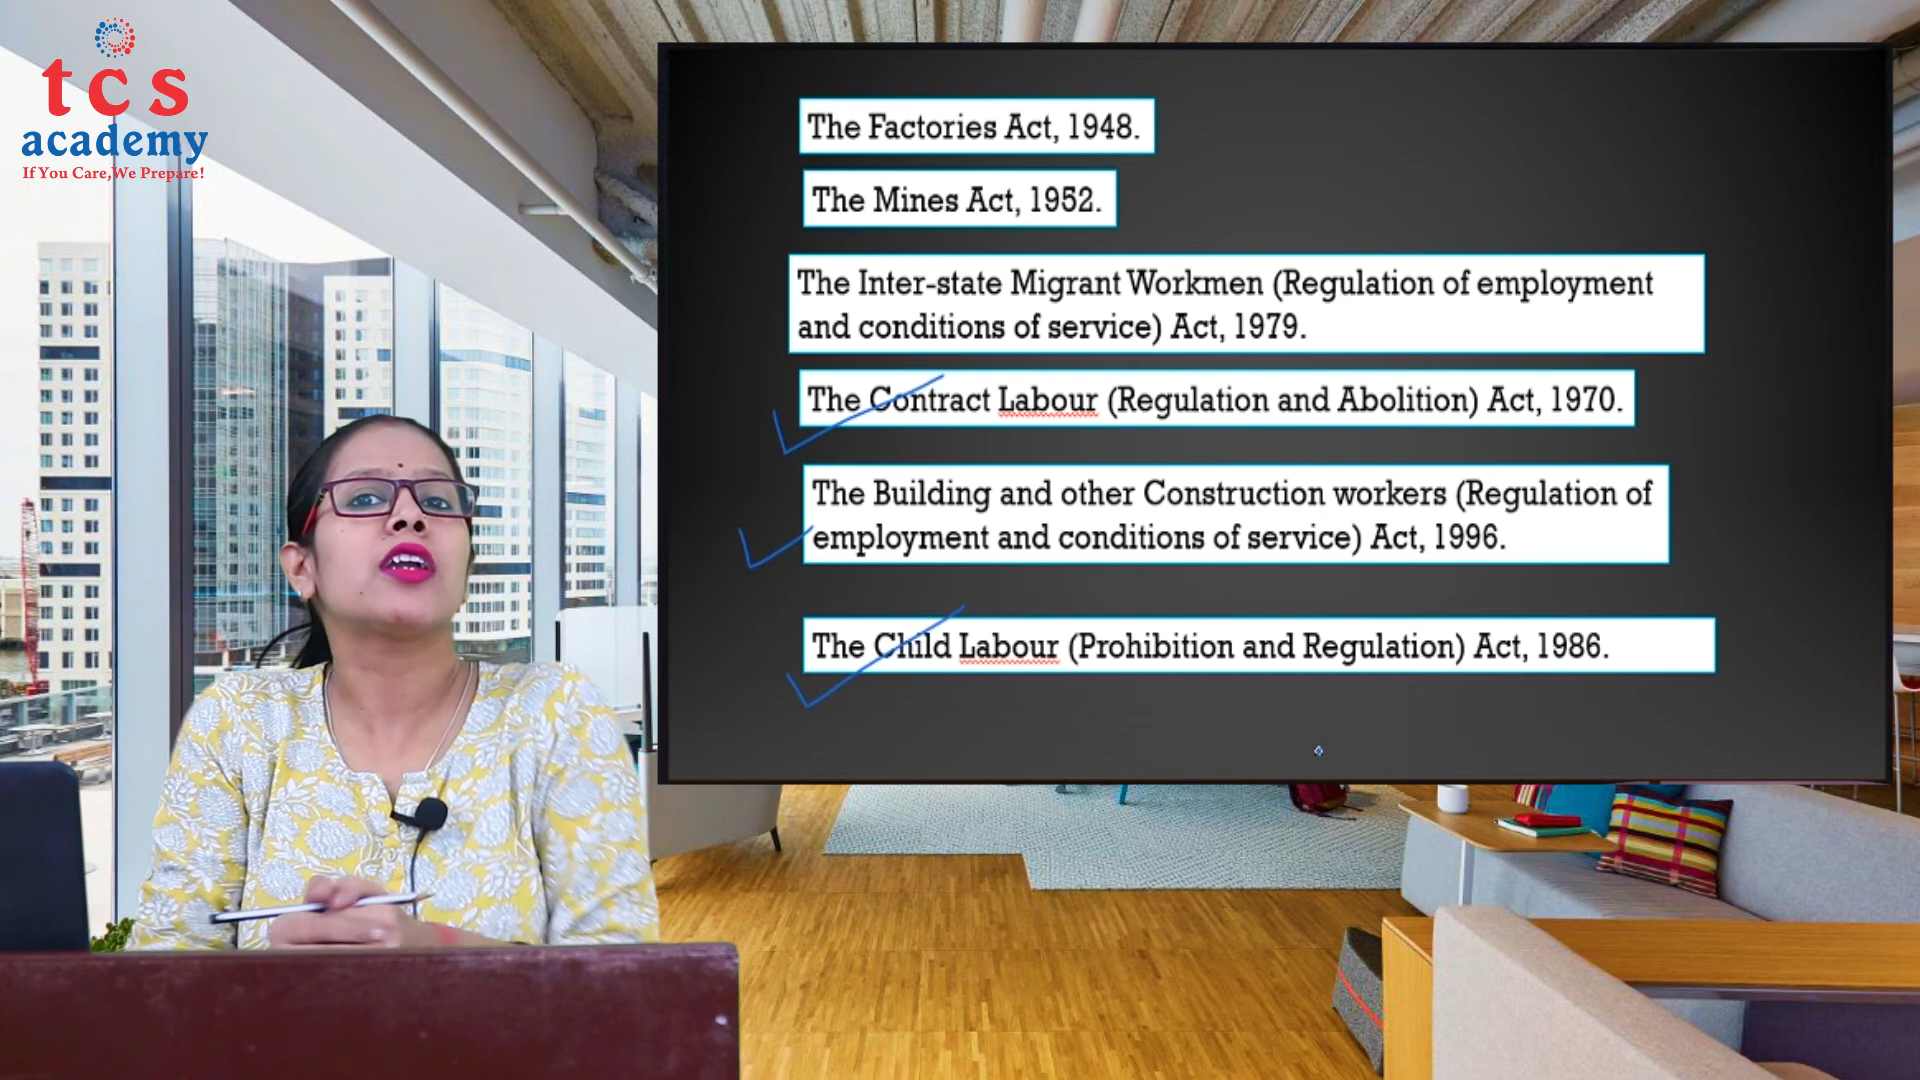 tcs
academy
If You Care,We Prepare!
The Factories Act, 1948.
The Mines Act, 1952.
The Inter-state Migrant Workmen (Regulation of employment
and conditions of service) Act, 1979.
The Contract Labour (Regulation and Abolition) Act, 1970.
The Building and other Construction workers (Regulation of
employment and conditions of service) Act, 1996.
The Child Labour (Prohibition and Regulation) Act, 1986.